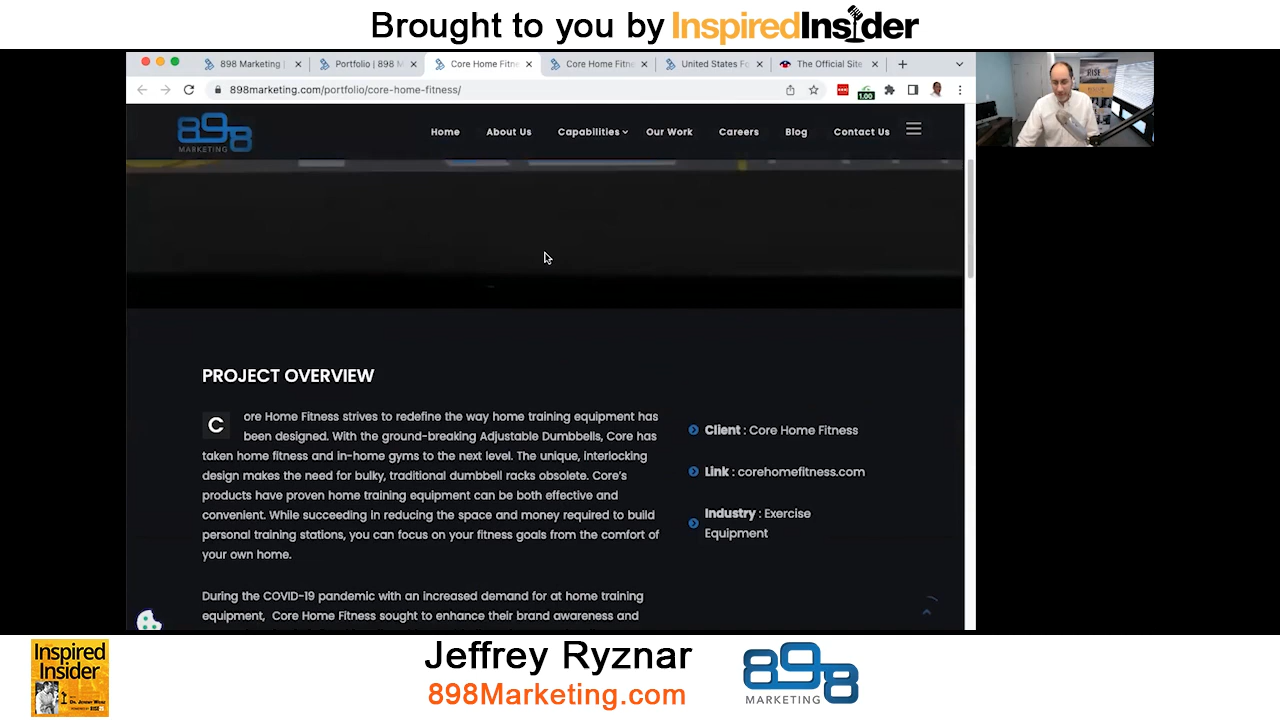 Brought to you by InspiredInsider
898 Marketing |
Portfolio | 898 M
Core Home Fitne
Core Home Fitne
United States Fo
The Official Site
898marketing.com/portfolio/core-home-fitness/
1.00
898
MARKETING
Home
About Us
Capabilities
Our Work
Careers
Blog
Contact Us
RISE
PROJECT OVERVIEW
Core Home Fitness strives to redefine the way home training equipment has
been designed. With the ground-breaking Adjustable Dumbbells, Core has
taken home fitness and in-home gyms to the next level. The unique, interlocking
design makes the need for bulky, traditional dumbbell racks obsolete. Core's
products have proven home training equipment can be both effective and
convenient. While succeeding in reducing the space and money required to build
personal training stations, you can focus on your fitness goals from the comfort of
your own home.
During the COVID-19 pandemic with an increased demand for at home training
equipment, Core Home Fitness sought to enhance their brand awareness and
Client : Core Home Fitness
Link : corehomefitness.com
Industry : Exercise
Equipment
Inspired
Insider
Jeffrey Ryznar
898Marketing.com
898
MARKETING